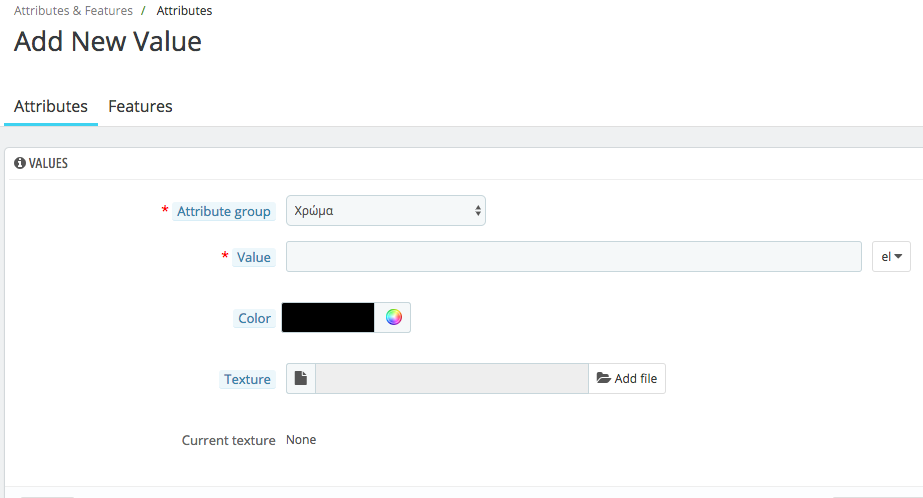 Attributes & Features / Attributes
Add New Value
Attributes Features
VALUES
* Attribute group Χρώμα
* Value el
Color
Texture Add file
Current texture None